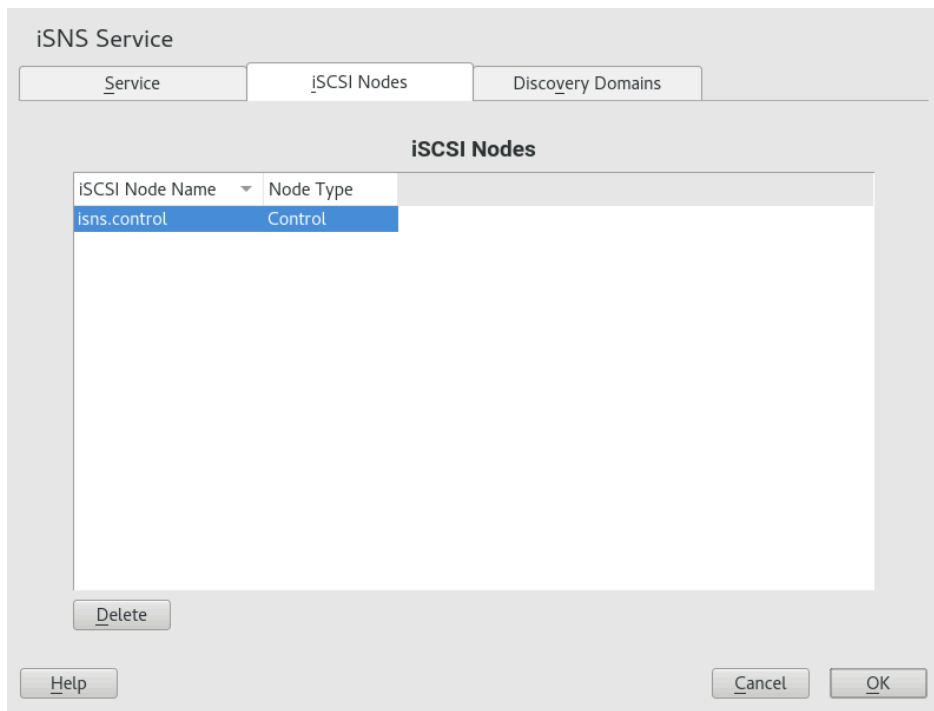 iSNS Service
Service iSCSI Nodes Discovery Domains
iSCSI Nodes
iSCSI Node Name Node Type
isns.control Control
Delete
Help Cancel OK